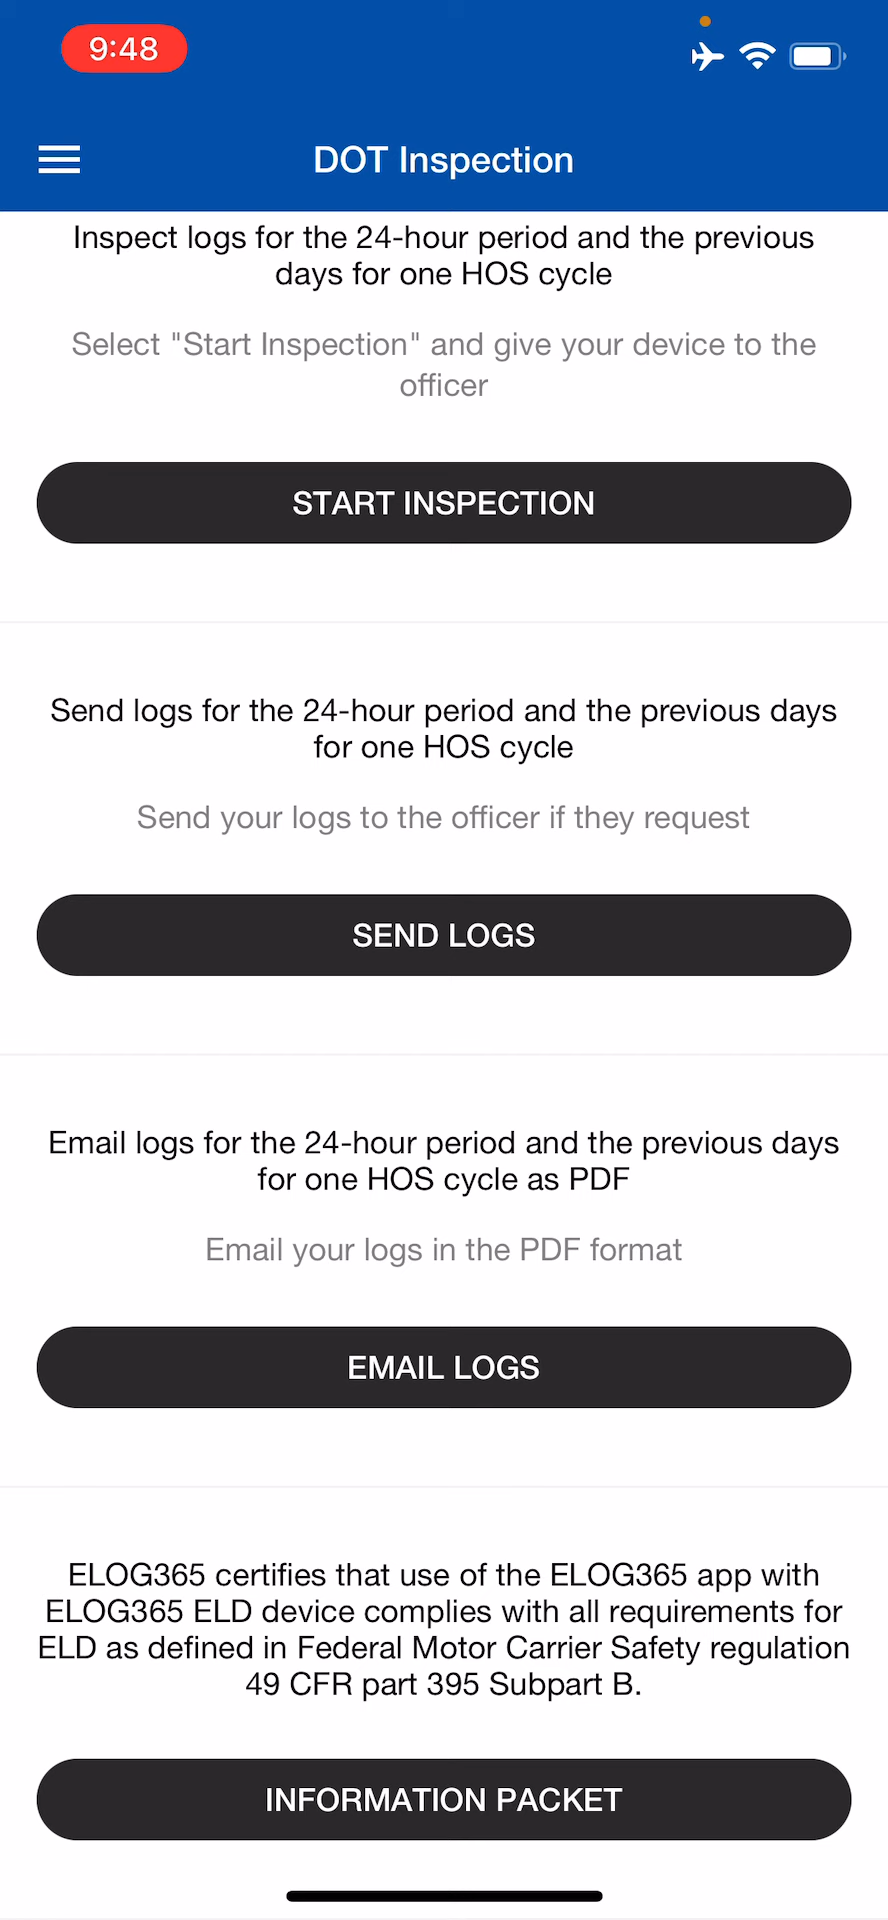 9:48
DOT Inspection
Inspect logs for the 24-hour period and the previous
days for one HOS cycle
Select "Start Inspection" and give your device to the
officer
START INSPECTION
Send logs for the 24-hour period and the previous days
for one HOS cycle
Send your logs to the officer if they request
SEND LOGS
Email logs for the 24-hour period and the previous days
for one HOS cycle as PDF
Email your logs in the PDF format
EMAIL LOGS
ELOG365 certifies that use of the ELOG365 app with
ELOG365 ELD device complies with all requirements for
ELD as defined in Federal Motor Carrier Safety regulation
49 CFR part 395 Subpart B.
INFORMATION PACKET